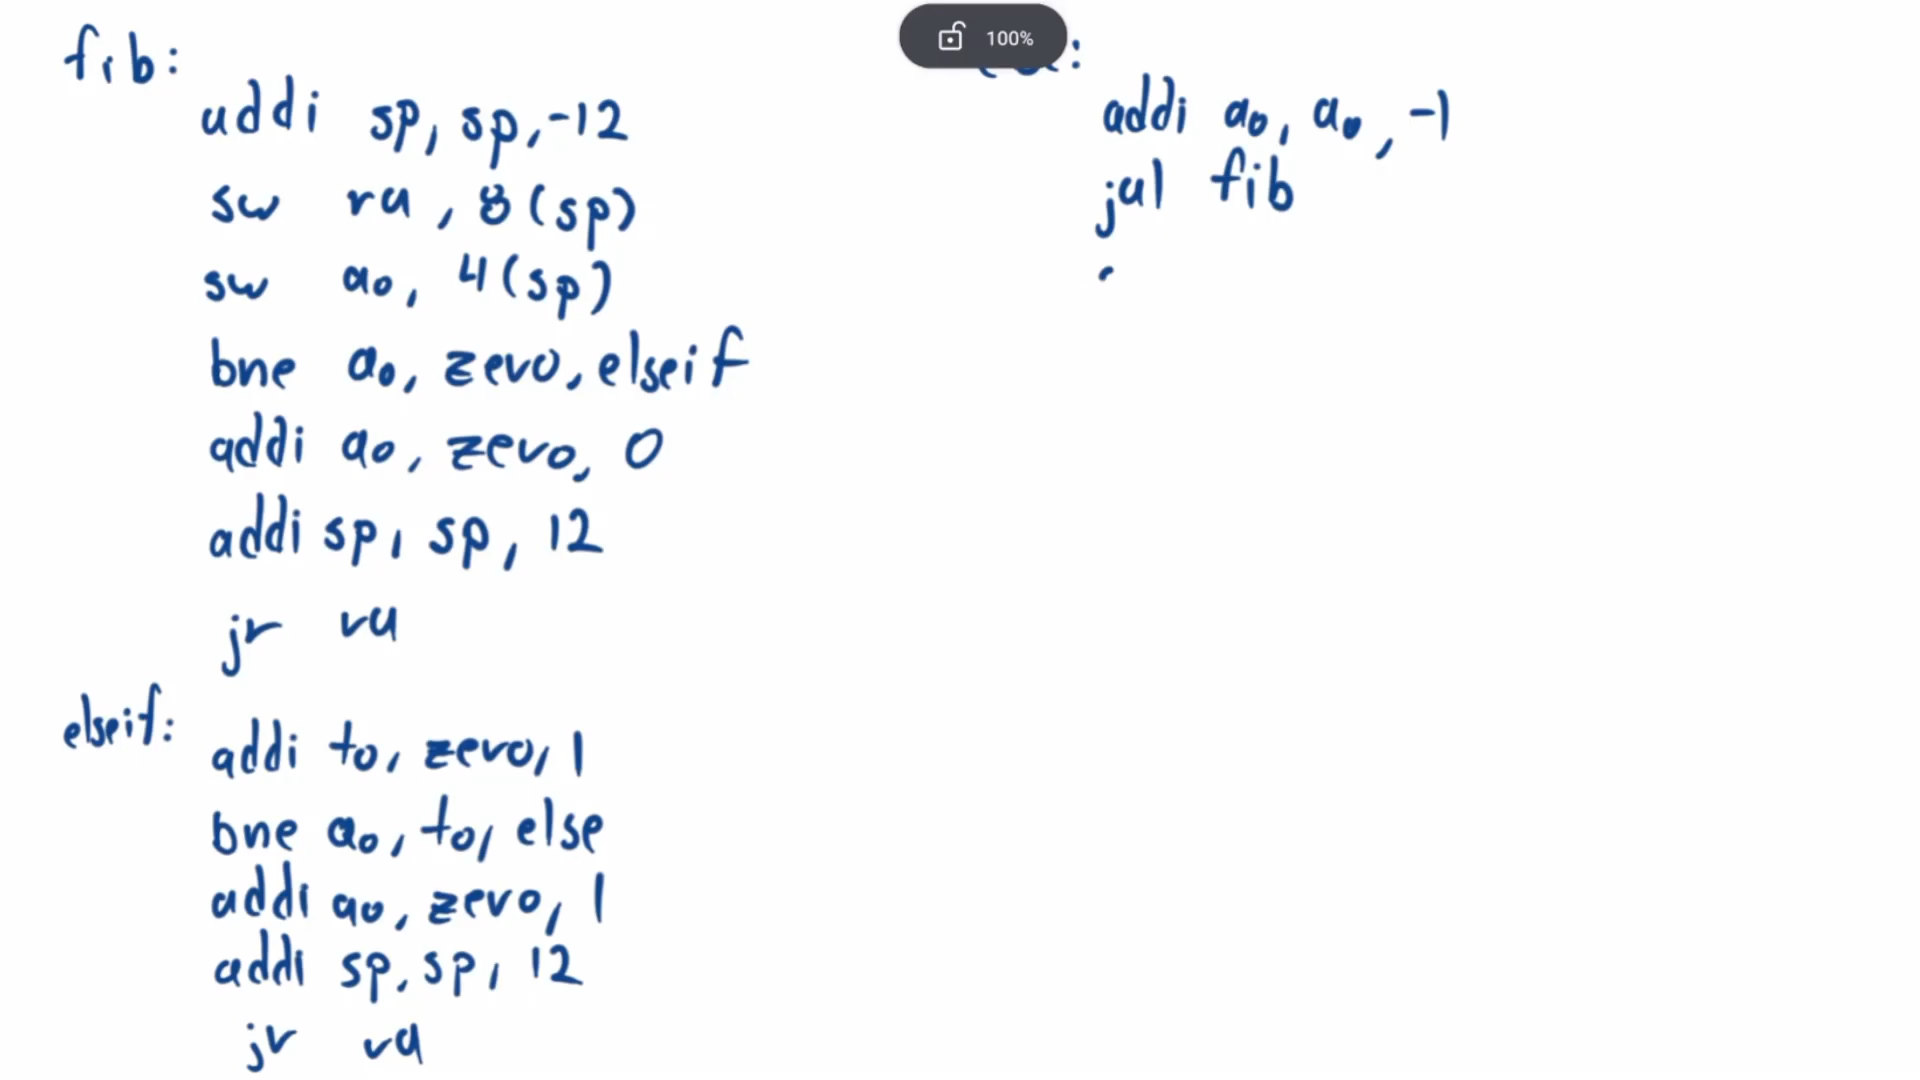 fib:
addi sp, sp, -12
sw ra, 8(sp)
sw a0, 4(sp)
bne a0, zero, elseif
addi a0, zero, 0
addi sp, sp, 12
jr ra
elseif:
addi t0, zero, 1
bne a0, t0, else
addi a0, zero, 1
addi sp, sp, 12
jr ra
100%
addi a0, a0, -1
jal fib